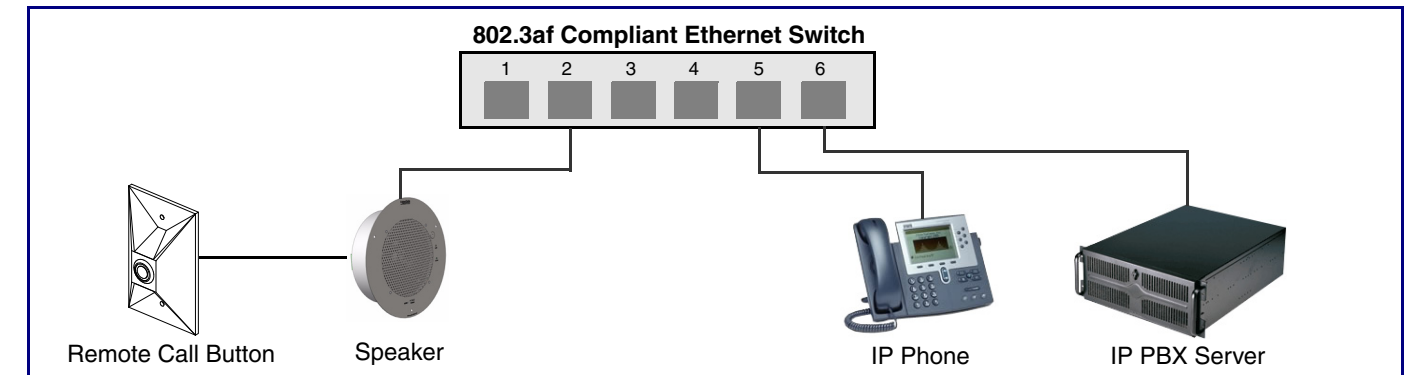 802.3af Compliant Ethernet Switch
1 2 3 4 5 6
Remote Call Button
Speaker
IP Phone
IP PBX Server